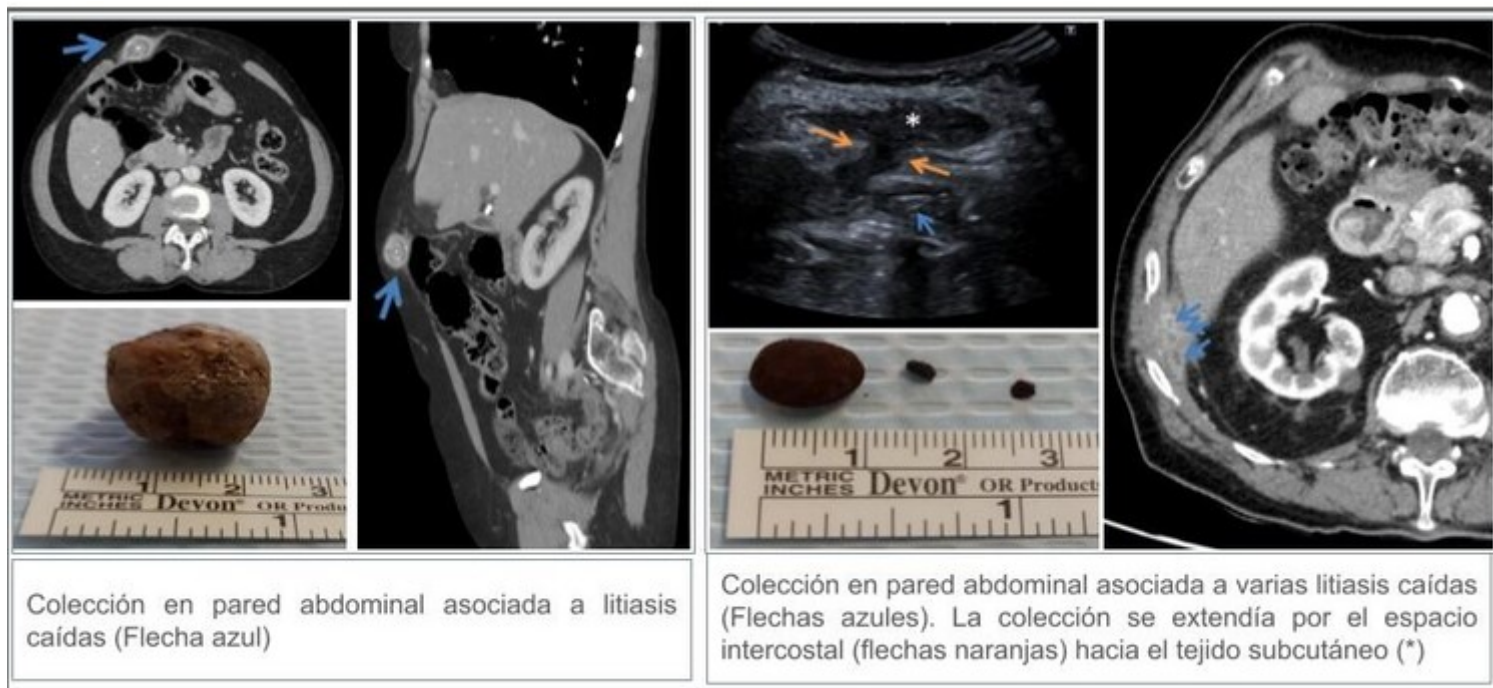 *
1 2 3
METRIC
INCHES Devon® OR Produ
1
1 2 3
METRIC
INCHES Devon® OR Products
1
Colección en pared abdominal asociada a litiasis
caídas (Flecha azul)
Colección en pared abdominal asociada a varias litiasis caídas
(Flechas azules). La colección se extendía por el espacio
intercostal (flechas naranjas) hacia el tejido subcutáneo (*)